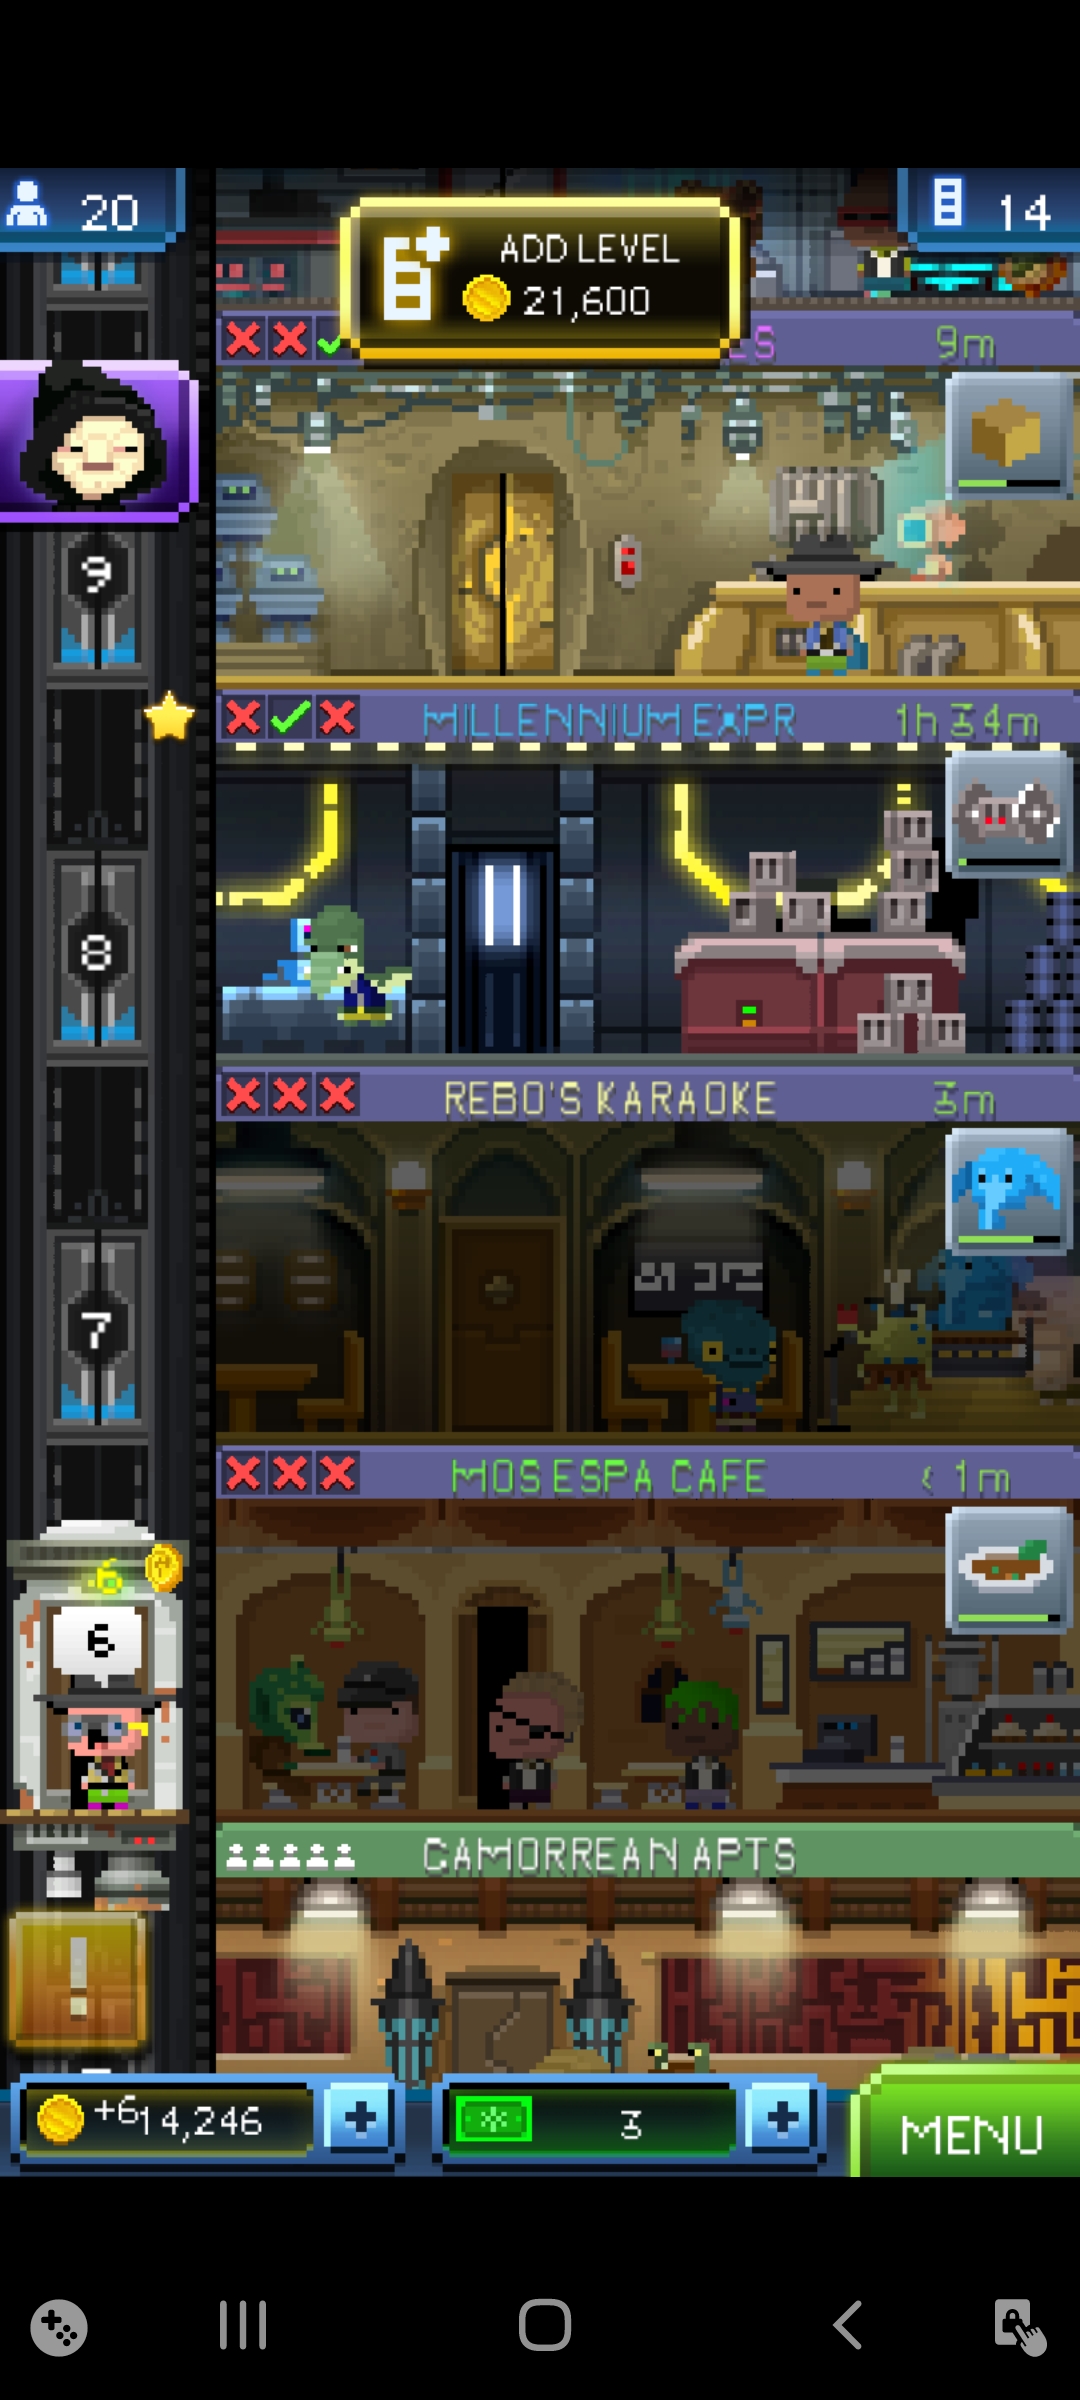 20
ADD LEVEL
21,600
14
9m
9
MILLENNIUM EXPR
1h 34m
8
REBO'S KARAOKE
3m
7
MOS ESPA CAFE
< 1m
6
6
CAMORREAN APTS
!
+6
14,246
3
MENU